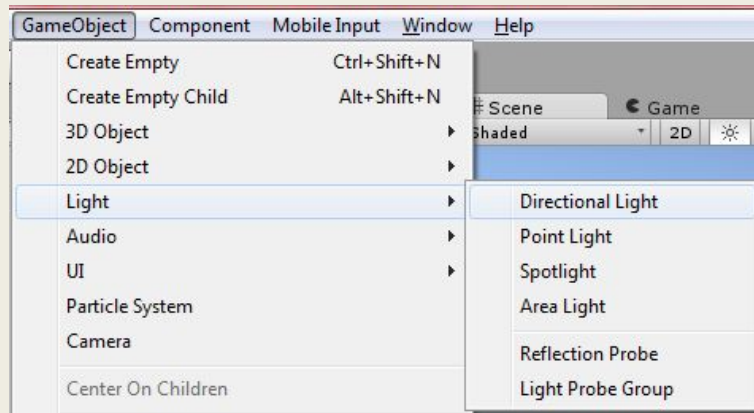 GameObject Component Mobile Input Window Help
Create Empty Ctrl+Shift+N
Create Empty Child Alt+Shift+N
# Scene Game
3D Object
Shaded 2D
2D Object
Light
Directional Light
Audio
Point Light
UI
Spotlight
Particle System
Area Light
Camera
Reflection Probe
Center On Children
Light Probe Group